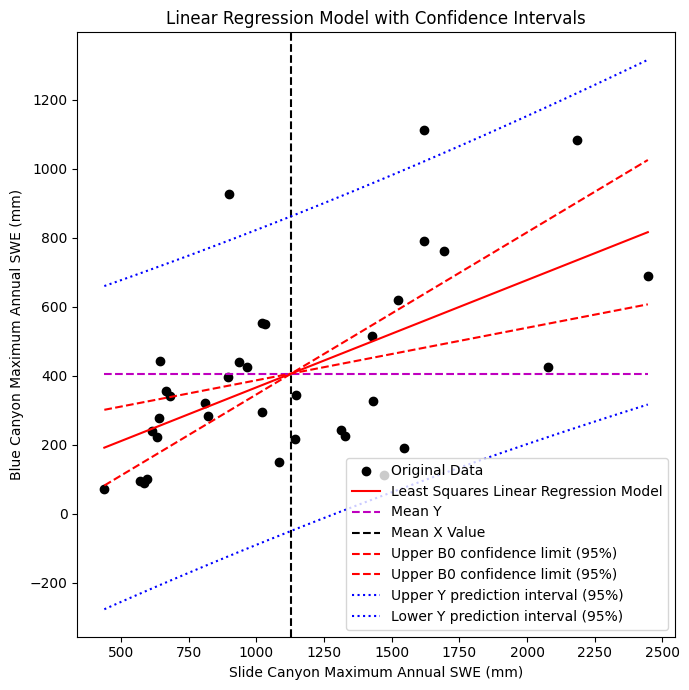 Linear Regression Model with Confidence Intervals
Blue Canyon Maximum Annual SWE (mm)
1200
1000
800
600
400
200
0
−200
Original Data
Least Squares Linear Regression Model
Mean Y
Mean X Value
Upper B0 confidence limit (95%)
Upper B0 confidence limit (95%)
Upper Y prediction interval (95%)
Lower Y prediction interval (95%)
500 750 1000 1250 1500 1750 2000 2250 2500
Slide Canyon Maximum Annual SWE (mm)